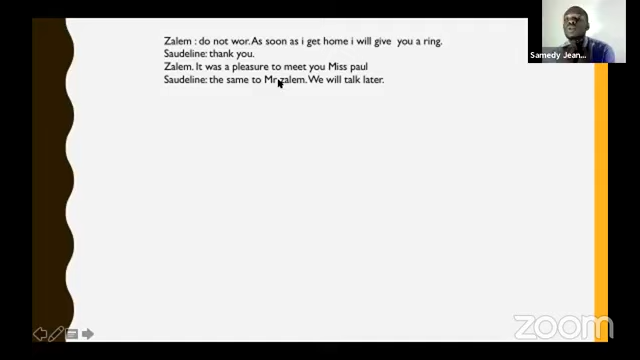 Zalem : do not wor. As soon as i get home i will give you a ring.
Saudeline: thank you.
Zalem. It was a pleasure to meet you Miss paul
Saudeline: the same to Mr zalem. We will talk later.
Samedy Jean...
zoom